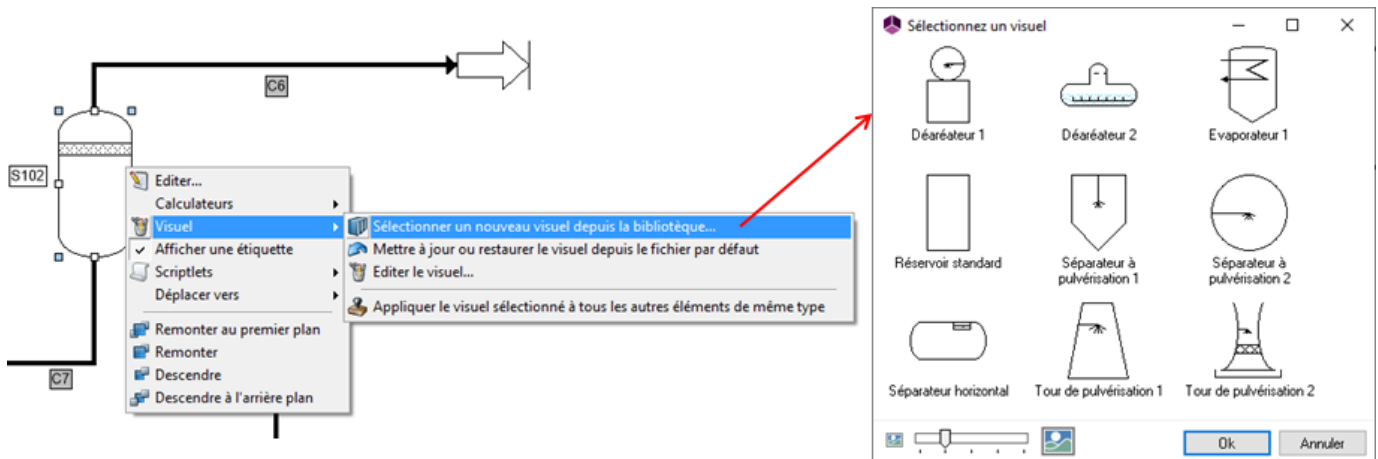 C6
S102
C7
Editer...
Calculateurs
Visuel
Afficher une étiquette
Scriptlets
Déplacer vers
Remonter au premier plan
Remonter
Descendre
Descendre à l'arrière plan
Sélectionner un nouveau visuel depuis la bibliotèque...
Mettre à jour ou restaurer le visuel depuis le fichier par défaut
Editer le visuel...
Appliquer le visuel sélectionné à tous les autres éléments de même type
Sélectionnez un visuel
Déaréateur 1
Déaréateur 2
Evaporateur 1
Réservoir standard
Séparateur à
pulvérisation 1
Séparateur à
pulvérisation 2
Séparateur horizontal
Tour de pulvérisation 1
Tour de pulvérisation 2
Ok
Annuler